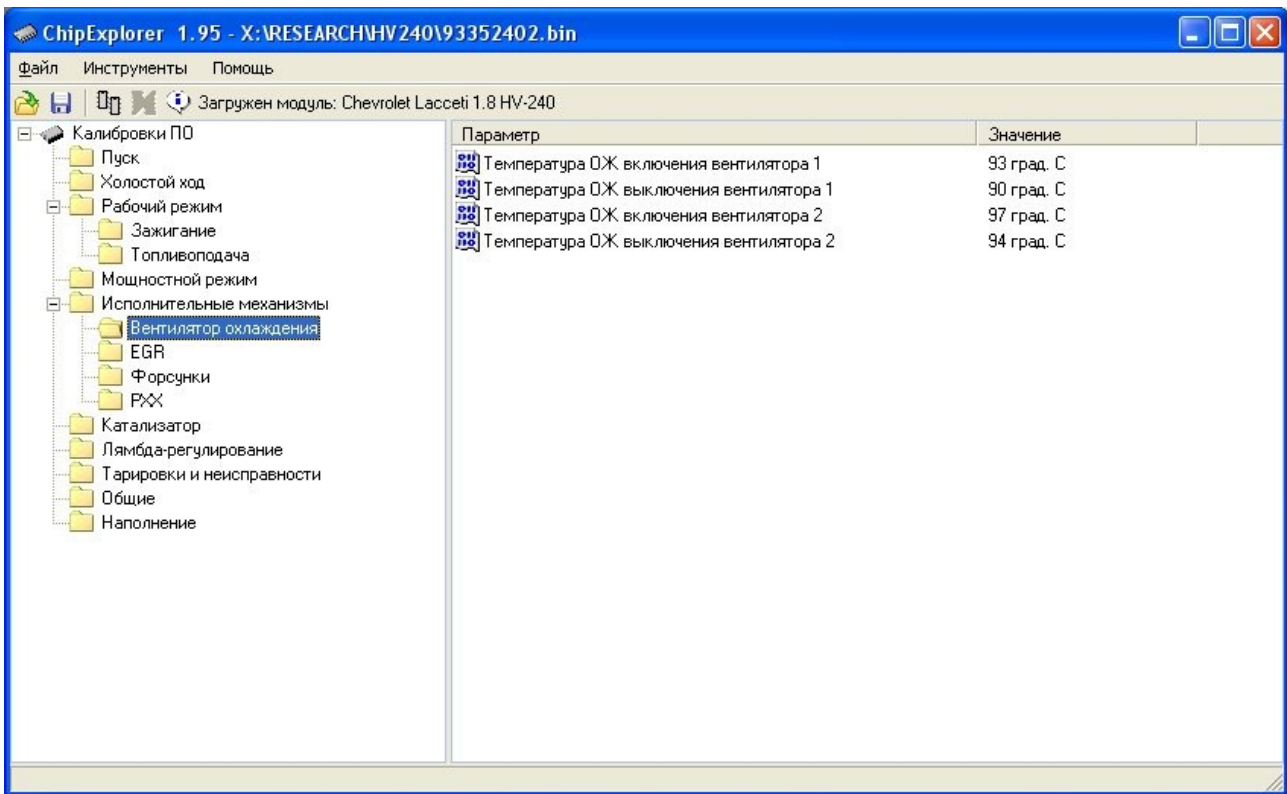 ChipExplorer 1.95 - X:\RESEARCH\HV240\93352402.bin
Файл Инструменты Помощь
Загружен модуль: Chevrolet Lacceti 1.8 HV-240
Калибровки ПО
Пуск
Холостой ход
Рабочий режим
Зажигание
Топливоподача
Мощностной режим
Исполнительные механизмы
Вентилятор охлаждения
EGR
Форсунки
РХХ
Катализатор
Лямбда-регулирование
Тарировки и неисправности
Общие
Наполнение
Параметр Значение
Температура ОЖ включения вентилятора 1 93 град. С
Температура ОЖ выключения вентилятора 1 90 град. С
Температура ОЖ включения вентилятора 2 97 град. С
Температура ОЖ выключения вентилятора 2 94 град. С